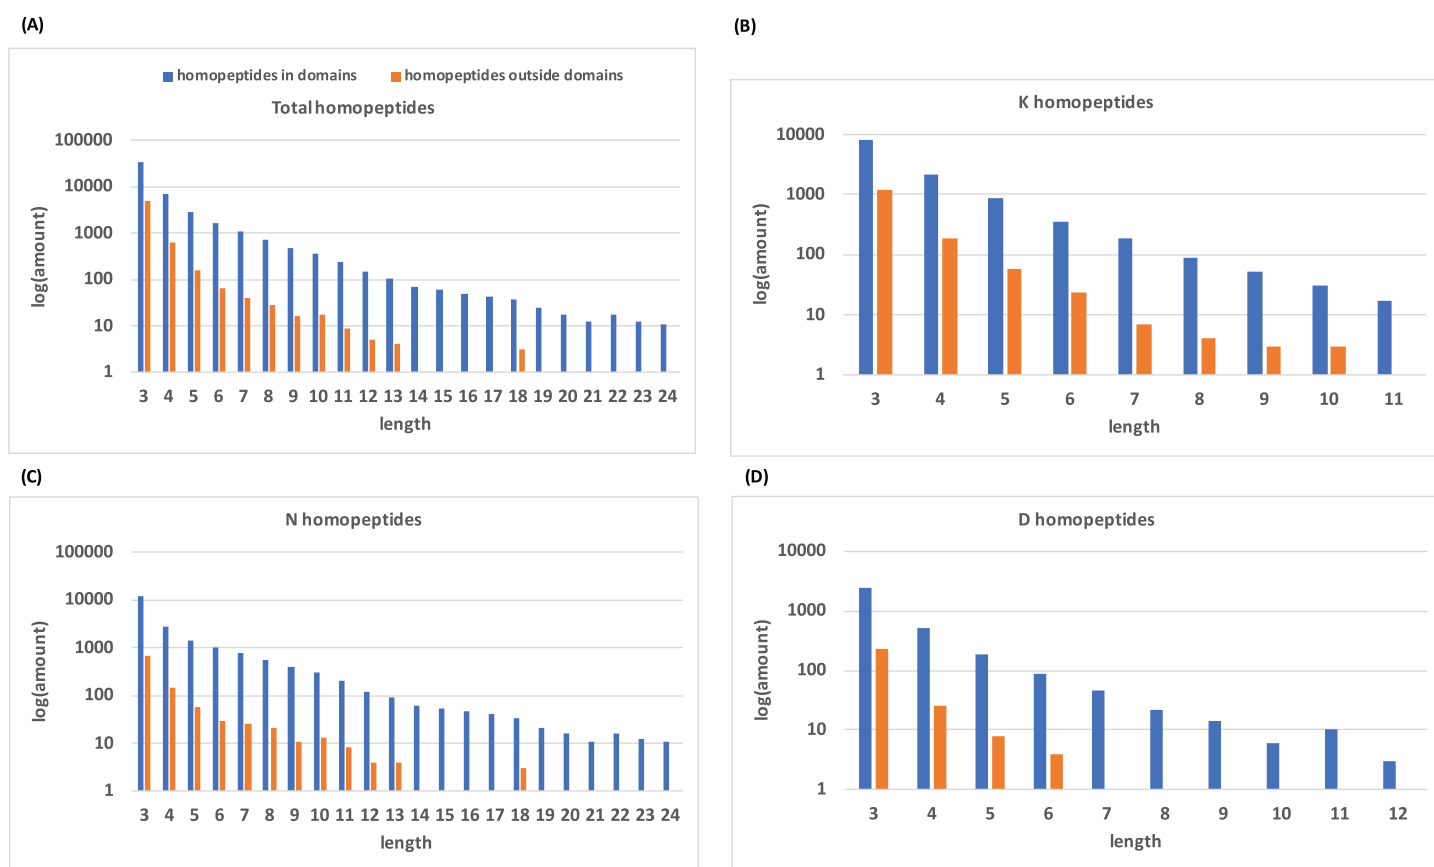 (A)
homopeptides in domains homopeptides outside domains
Total homopeptides
100000
10000
1000
100
10
1
log(amount)
3 4 5 6 7 8 9 10 11 12 13 14 15 16 17 18 19 20 21 22 23 24
length
(B)
K homopeptides
10000
1000
100
10
1
log(amount)
3 4 5 6 7 8 9 10 11
length
(C)
N homopeptides
100000
10000
1000
100
10
1
log(amount)
3 4 5 6 7 8 9 10 11 12 13 14 15 16 17 18 19 20 21 22 23 24
length
(D)
D homopeptides
10000
1000
100
10
1
log(amount)
3 4 5 6 7 8 9 10 11 12
length